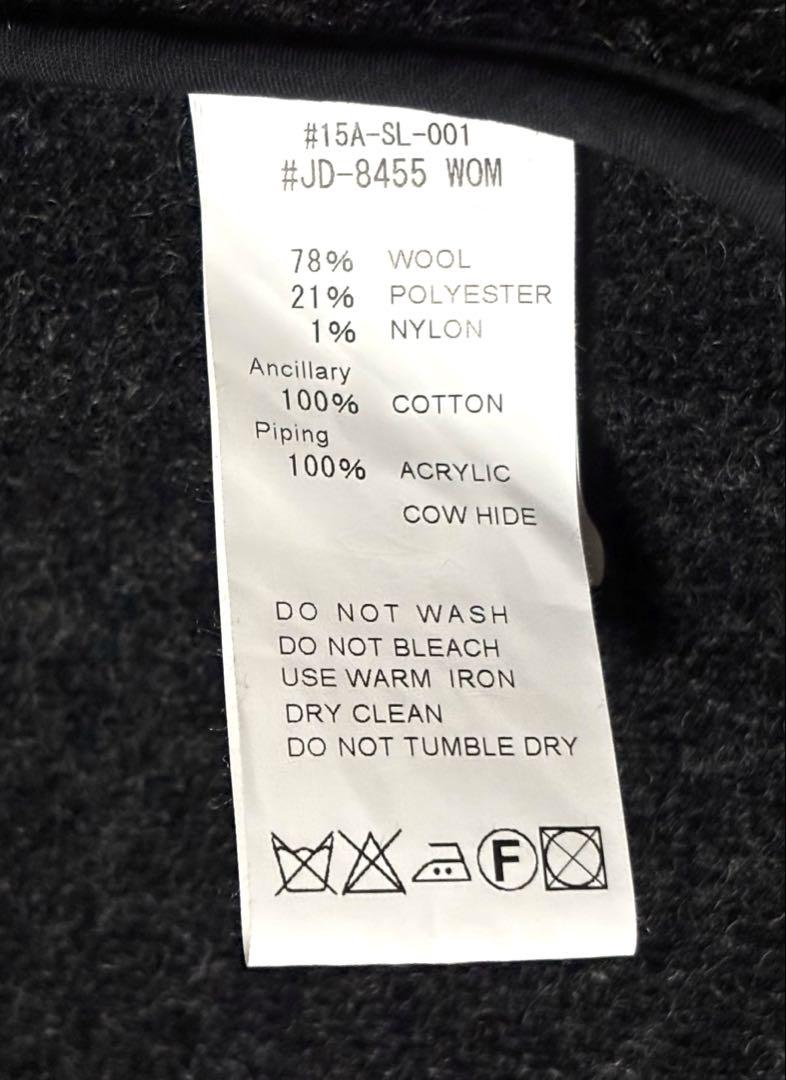 #15A-SL-001
#JD-8455 WOM
78% WOOL
21% POLYESTER
1% NYLON
Ancillary
100% COTTON
Piping
100% ACRYLIC
COW HIDE
DO NOT WASH
DO NOT BLEACH
USE WARM IRON
DRY CLEAN
DO NOT TUMBLE DRY
F